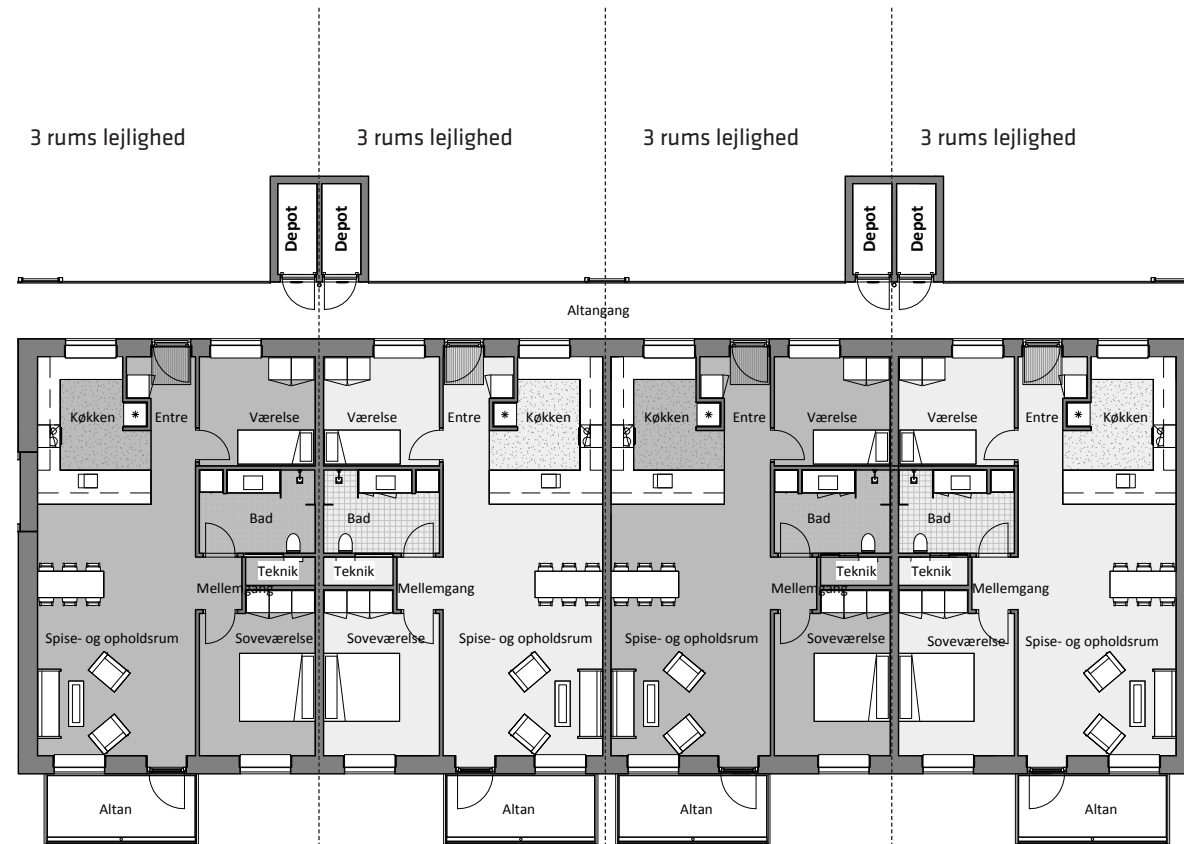 3 rums lejlighed
3 rums lejlighed
3 rums lejlighed
3 rums lejlighed
Depot
Depot
Depot
Depot
Altangang
Køkken
Entre
Værelse
Værelse
Entre
Køkken
Køkken
Entre
Værelse
Værelse
Entre
Køkken
Bad
Bad
Bad
Bad
Teknik
Teknik
Teknik
Teknik
Mellemgang
Mellemgang
Mellemgang
Mellemgang
Spise- og opholdsrum
Soveværelse
Soveværelse
Spise- og opholdsrum
Spise- og opholdsrum
Soveværelse
Soveværelse
Spise- og opholdsrum
Altan
Altan
Altan
Altan